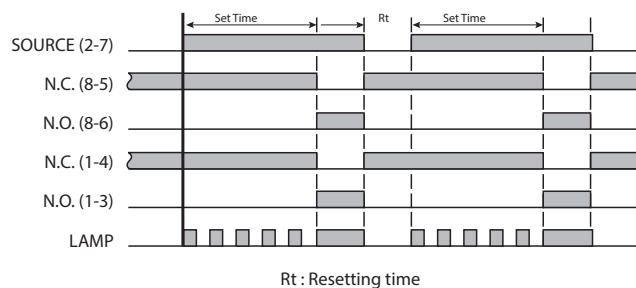 Set Time Rt Set Time
SOURCE (2-7)
N.C. (8-5)
N.O. (8-6)
N.C. (1-4)
N.O. (1-3)
LAMP
Rt : Resetting time